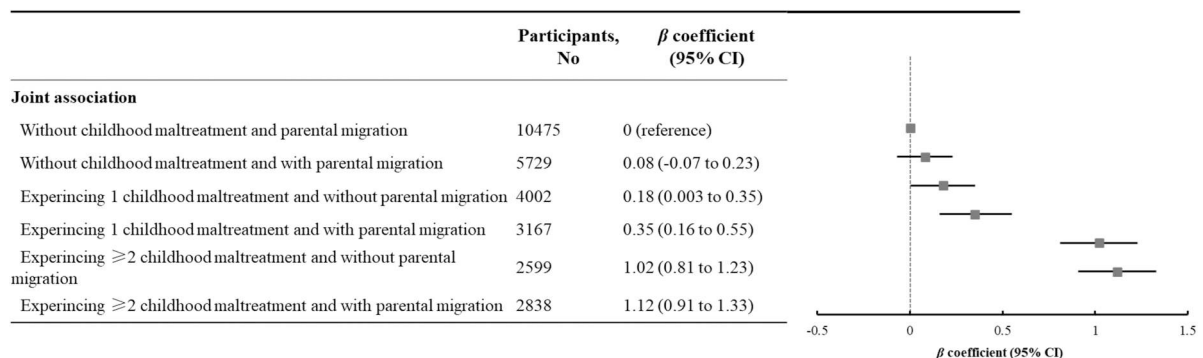 Participants, No β coefficient (95% CI)
Joint association
Without childhood maltreatment and parental migration 10475 0 (reference)
Without childhood maltreatment and with parental migration 5729 0.08 (-0.07 to 0.23)
Experincing 1 childhood maltreatment and without parental migration 4002 0.18 (0.003 to 0.35)
Experincing 1 childhood maltreatment and with parental migration 3167 0.35 (0.16 to 0.55)
Experincing ≥2 childhood maltreatment and without parental
migration 2599 1.02 (0.81 to 1.23)
Experincing ≥2 childhood maltreatment and with parental migration 2838 1.12 (0.91 to 1.33)
-0.5 0 0.5 1 1.5
β coefficient (95% CI)